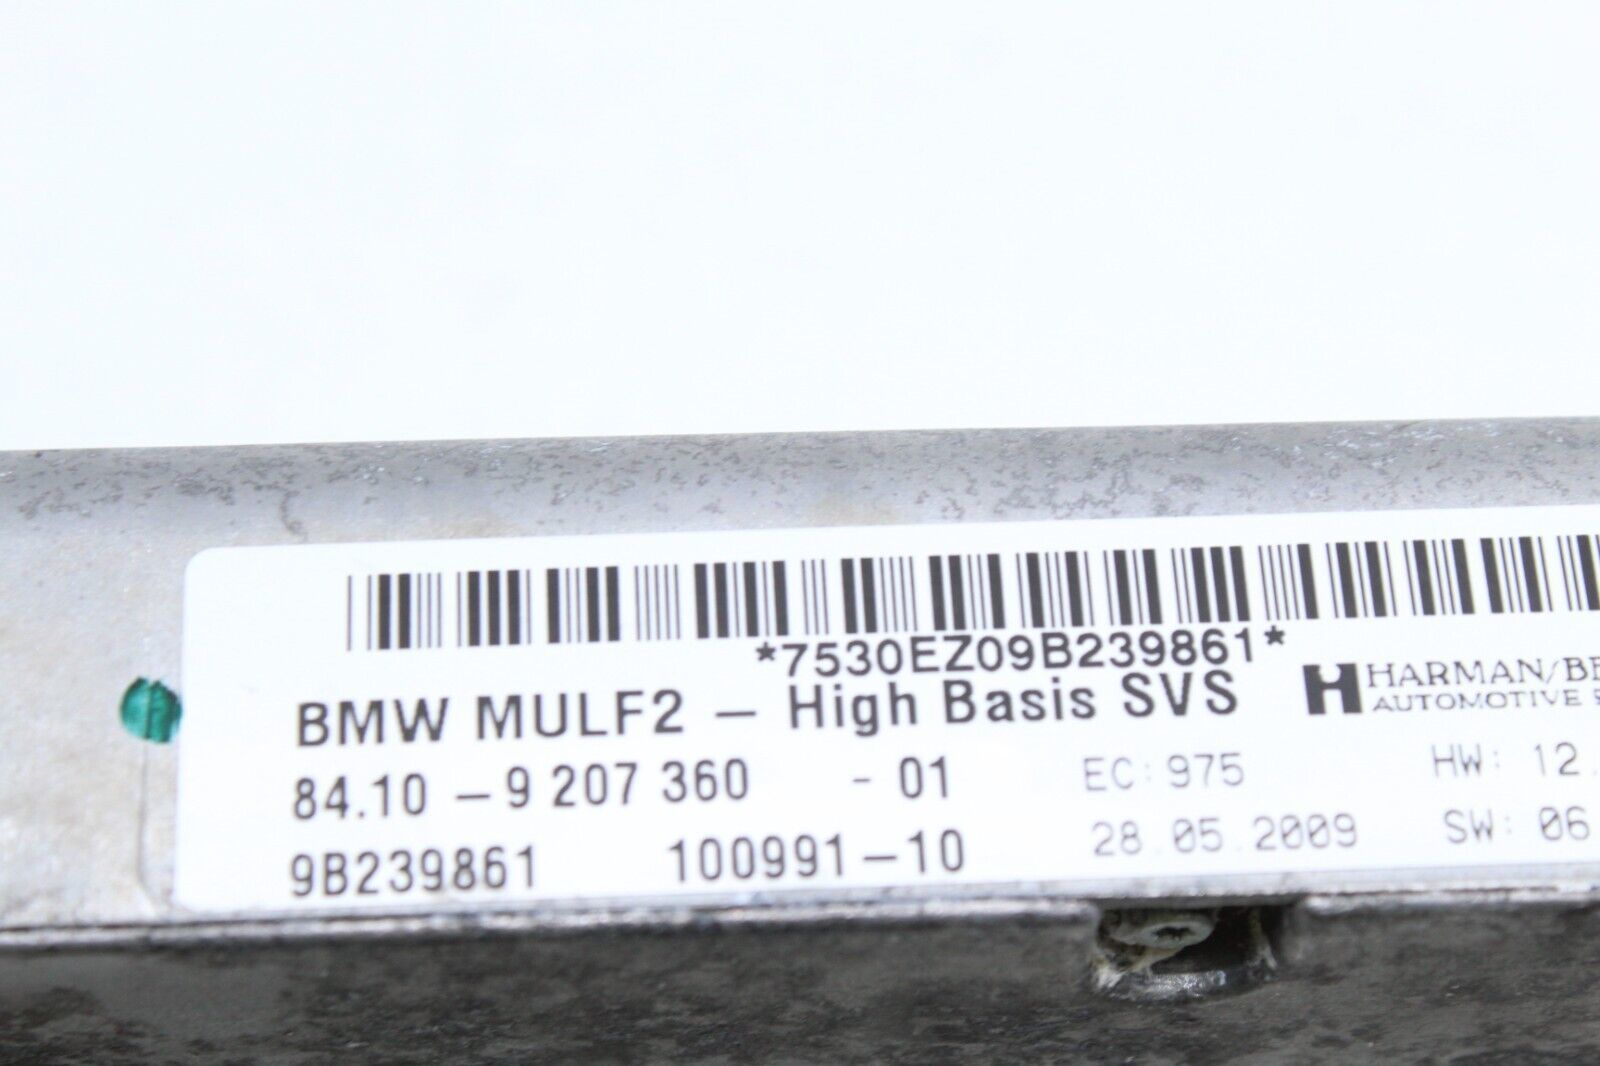 *7530EZ09B239861*
BMW MULF2 – High Basis SVS
HARMAN/BE
AUTOMOTIVE
84.10 – 9 207 360 - 01 EC: 975 HW: 12.
9B239861 100991–10 28.05.2009 SW: 06